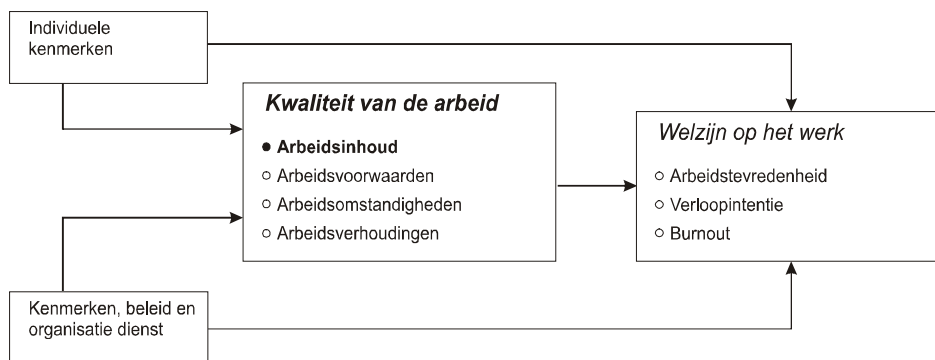 Individuele
kenmerken
Kwaliteit van de arbeid
Arbeidsinhoud
Arbeidsvoorwaarden
Arbeidsomstandigheden
Arbeidsverhoudingen
Welzijn op het werk
Arbeidstevredenheid
Verloopintentie
Burnout
Kenmerken, beleid en
organisatie dienst